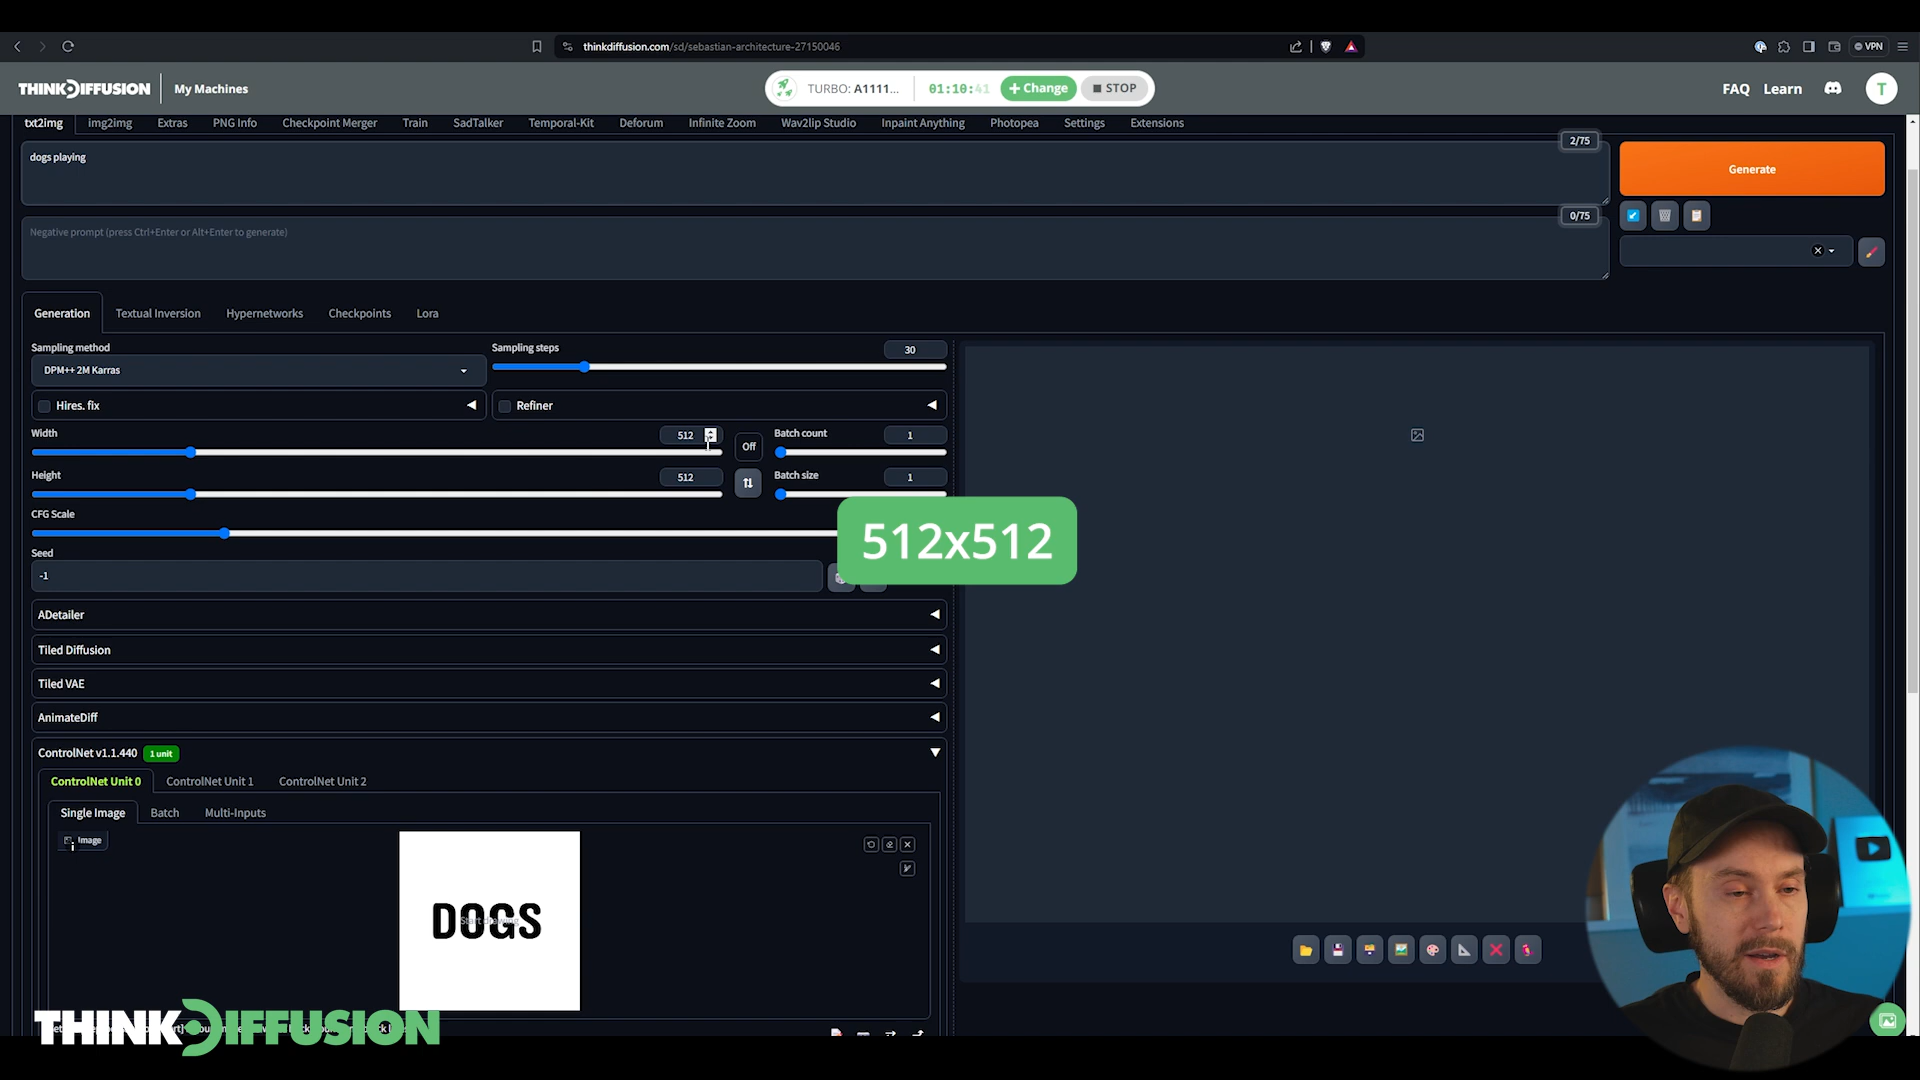 thinkdiffusion.com/sd/sebastian-architecture-27150046
VPN
THINKDIFFUSION
My Machines
TURBO: A1111...
01:10:41
+ Change
STOP
FAQ
Learn
T
txt2img
img2img
Extras
PNG Info
Checkpoint Merger
Train
SadTalker
Temporal-Kit
Deforum
Infinite Zoom
Wav2lip Studio
Inpaint Anything
Photopea
Settings
Extensions
2/75
dogs playing
Generate
0/75
Negative prompt (press Ctrl+Enter or Alt+Enter to generate)
Generation
Textual Inversion
Hypernetworks
Checkpoints
Lora
Sampling method
Sampling steps
30
DPM++ 2M Karras
Hires. fix
Refiner
Width
512
Off
Batch count
1
Height
512
Batch size
1
CFG Scale
512x512
Seed
-1
ADetailer
Tiled Diffusion
Tiled VAE
AnimateDiff
ControlNet v1.1.440
1 unit
ControlNet Unit 0
ControlNet Unit 1
ControlNet Unit 2
Single Image
Batch
Multi-Inputs
Image
DOGS
THINKDIFFUSION